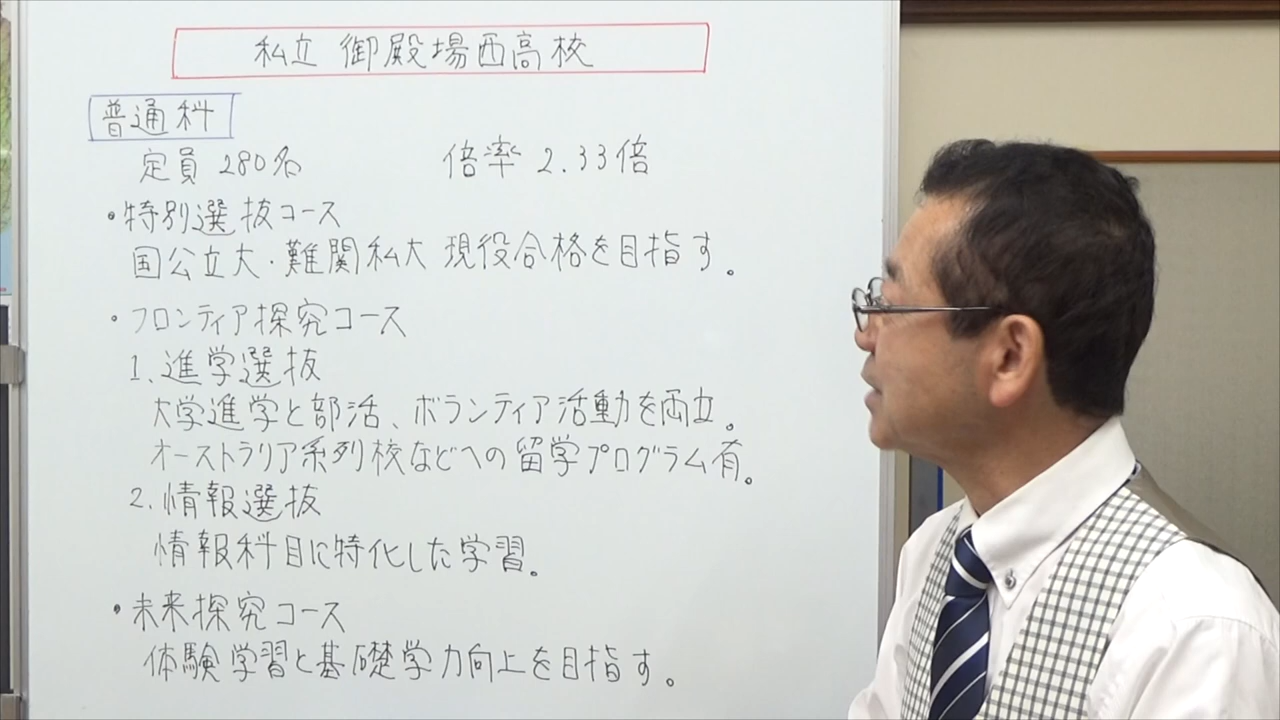 私立 御殿場西高校
普通科
定員 280名 倍率 2.33倍
・特別選抜コース
国公立大・難関私大 現役合格を目指す。
・フロンティア探究コース
1.進学選抜
大学進学と部活、ボランティア活動を両立。
オーストラリア系列校などへの留学プログラム有。
2.情報選抜
情報科目に特化した学習。
・未来探究コース
体験学習と基礎学力向上を目指す。